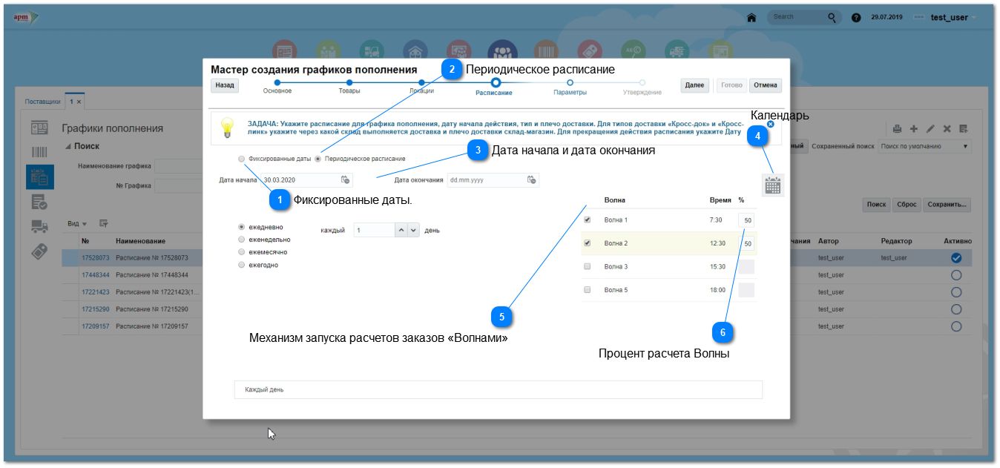 арт
Search
29.07.2019
test_user
Мастер создания графиков пополнения
2
Периодическое расписание
Назад
Основное
Товары
Локации
Расписание
Параметры
Утверждение
Далее
Готово
Отмена
Поставщики
1
Календарь
4
ЗАДАЧА: Укажите расписание для графика пополнения, дату начала действия, тип и плечо доставки. Для типов доставки «Кросс-док» и «Кросс-
линк» укажите через какой склад выполняется доставка и плечо доставки склад-магазин. Для прекращения действия расписания укажите Дату
Графики пополнения
Поиск
Наименование графика
№ Графика
ный
Сохраненный поиск
Поиск по умолчанию
3
Дата начала и дата окончания
Фиксированные даты
Периодическое расписание
Дата начала
30.03.2020
Дата окончания
dd.mm.yyyy
1
Фиксированные даты.
Поиск
Сброс
Сохранить...
Волна
Время
%
Волна 1
7:30
50
Волна 2
12:30
50
Волна 3
15:30
Волна 5
18:00
ежедневно
еженедельно
ежемесячно
ежегодно
каждый
1
день
Вид
№
Наименование
чания
Автор
Редактор
Активно
17528073
Расписание № 17528073
test_user
test_user
17448344
Расписание № 17448344
test_user
17221423
Расписание № 17221423(1...
test_user
17215290
Расписание № 17215290
test_user
17209157
Расписание № 17209157
test_user
5
Механизм запуска расчетов заказов «Волнами»
6
Процент расчета Волны
Каждый день